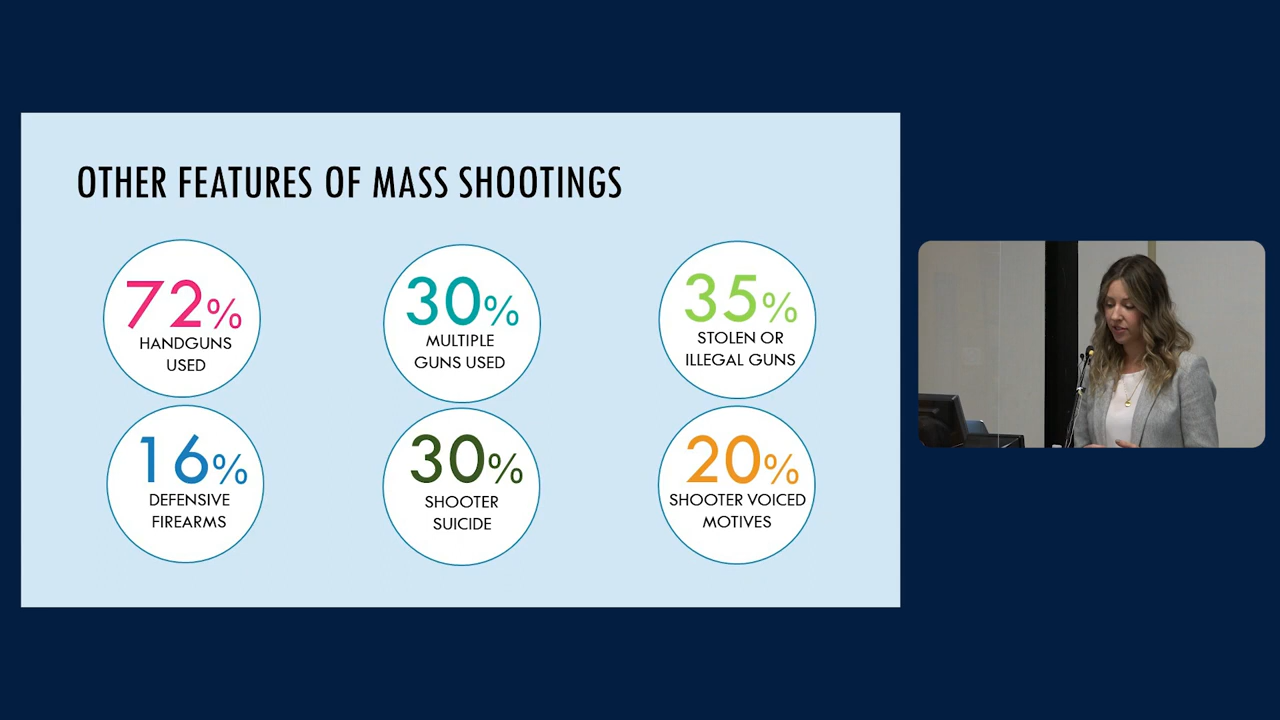 OTHER FEATURES OF MASS SHOOTINGS
72%
HANDGUNS
USED
30%
MULTIPLE
GUNS USED
35%
STOLEN OR
ILLEGAL GUNS
16%
DEFENSIVE
FIREARMS
30%
SHOOTER
SUICIDE
20%
SHOOTER VOICED
MOTIVES